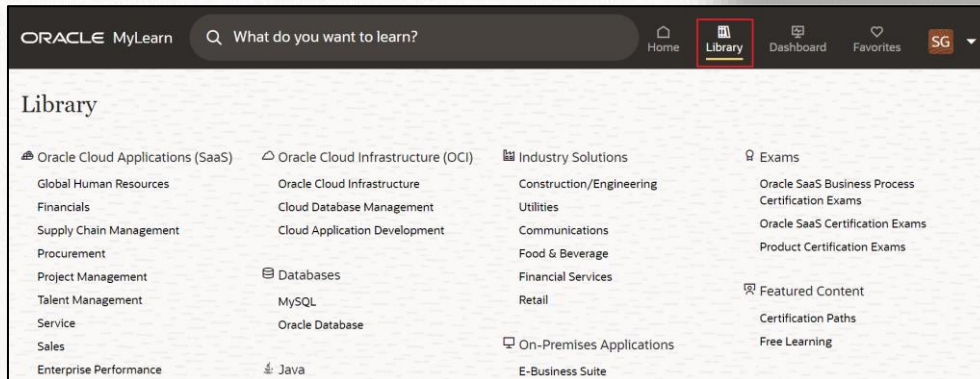 ORACLE MyLearn
What do you want to learn?
Home
Library
Dashboard
Favorites
SG
Library
Oracle Cloud Applications (SaaS)
Global Human Resources
Financials
Supply Chain Management
Procurement
Project Management
Talent Management
Service
Sales
Enterprise Performance
Oracle Cloud Infrastructure (OCI)
Oracle Cloud Infrastructure
Cloud Database Management
Cloud Application Development
Databases
MySQL
Oracle Database
Java
Industry Solutions
Construction/Engineering
Utilities
Communications
Food & Beverage
Financial Services
Retail
On-Premises Applications
E-Business Suite
Exams
Oracle SaaS Business Process
Certification Exams
Oracle SaaS Certification Exams
Product Certification Exams
Featured Content
Certification Paths
Free Learning